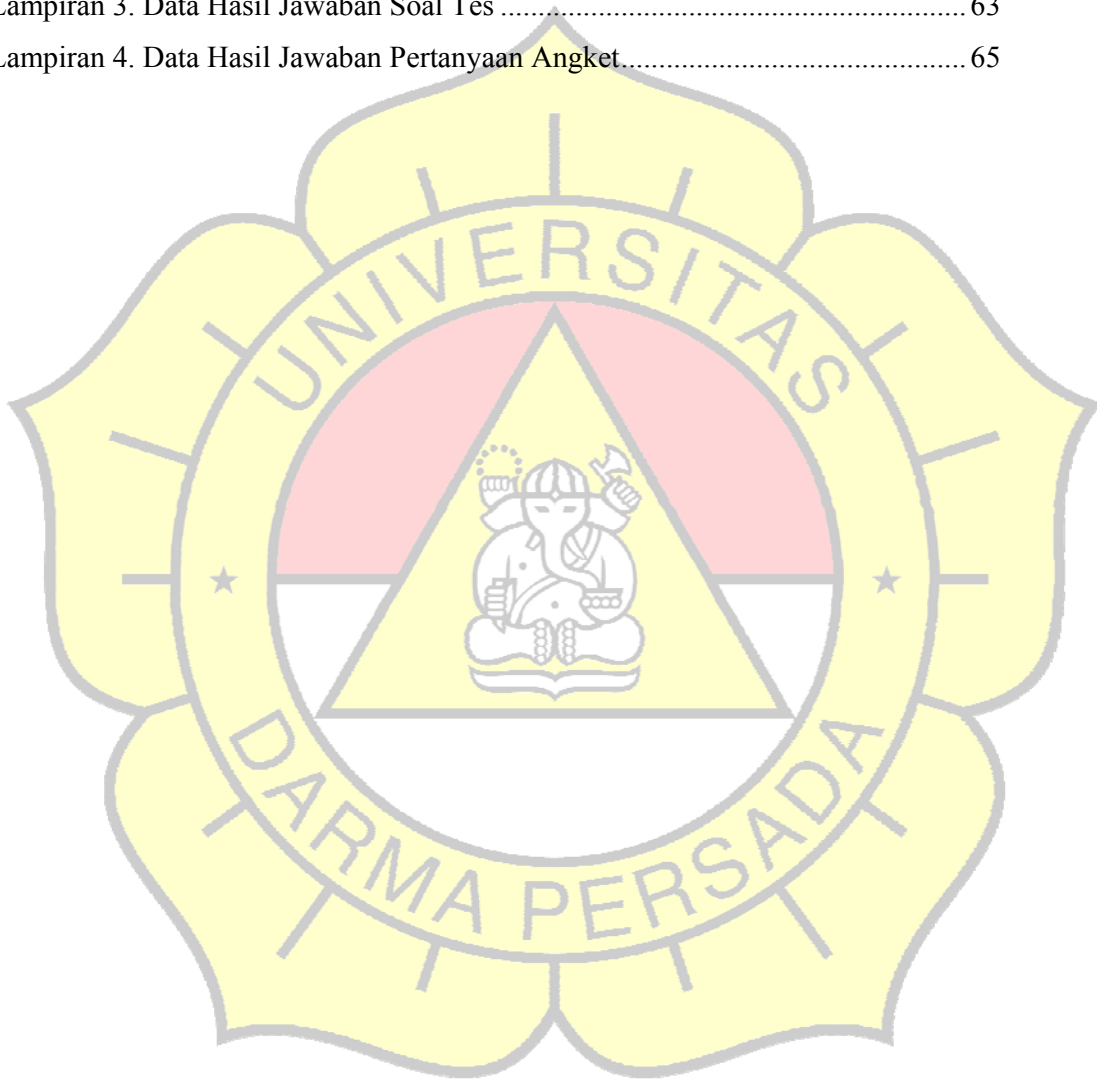 Lampiran 3. Data Hasil Jawaban Soal Tes ................................................................ 63
Lampiran 4. Data Hasil Jawaban Pertanyaan Angket............................................ 65
UNIVERSITAS
DARMA PERSADA